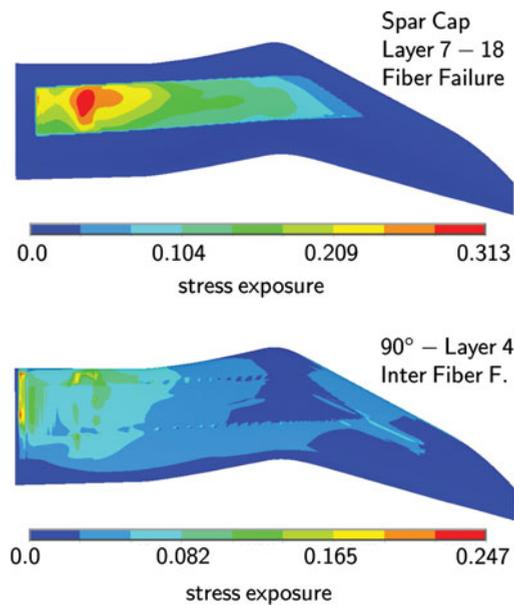 Spar Cap
Layer 7 – 18
Fiber Failure
0.0 0.104 0.209 0.313
stress exposure
90° – Layer 4
Inter Fiber F.
0.0 0.082 0.165 0.247
stress exposure